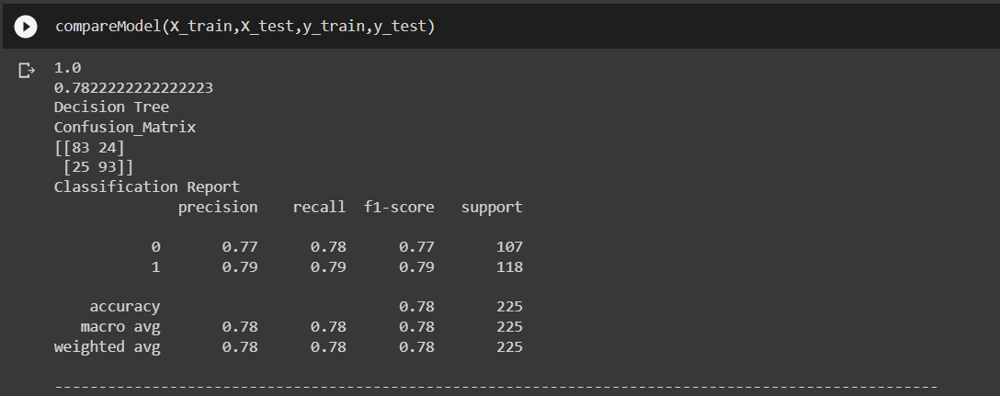 compareModel(X_train,X_test,y_train,y_test)
1.0
0.7822222222222223
Decision Tree
Confusion_Matrix
[[83 24]
 [25 93]]
Classification Report
              precision    recall  f1-score   support

           0       0.77      0.78      0.77       107
           1       0.79      0.79      0.79       118

    accuracy                           0.78       225
   macro avg       0.78      0.78      0.78       225
weighted avg       0.78      0.78      0.78       225

----------------------------------------------------------------------------------------------------